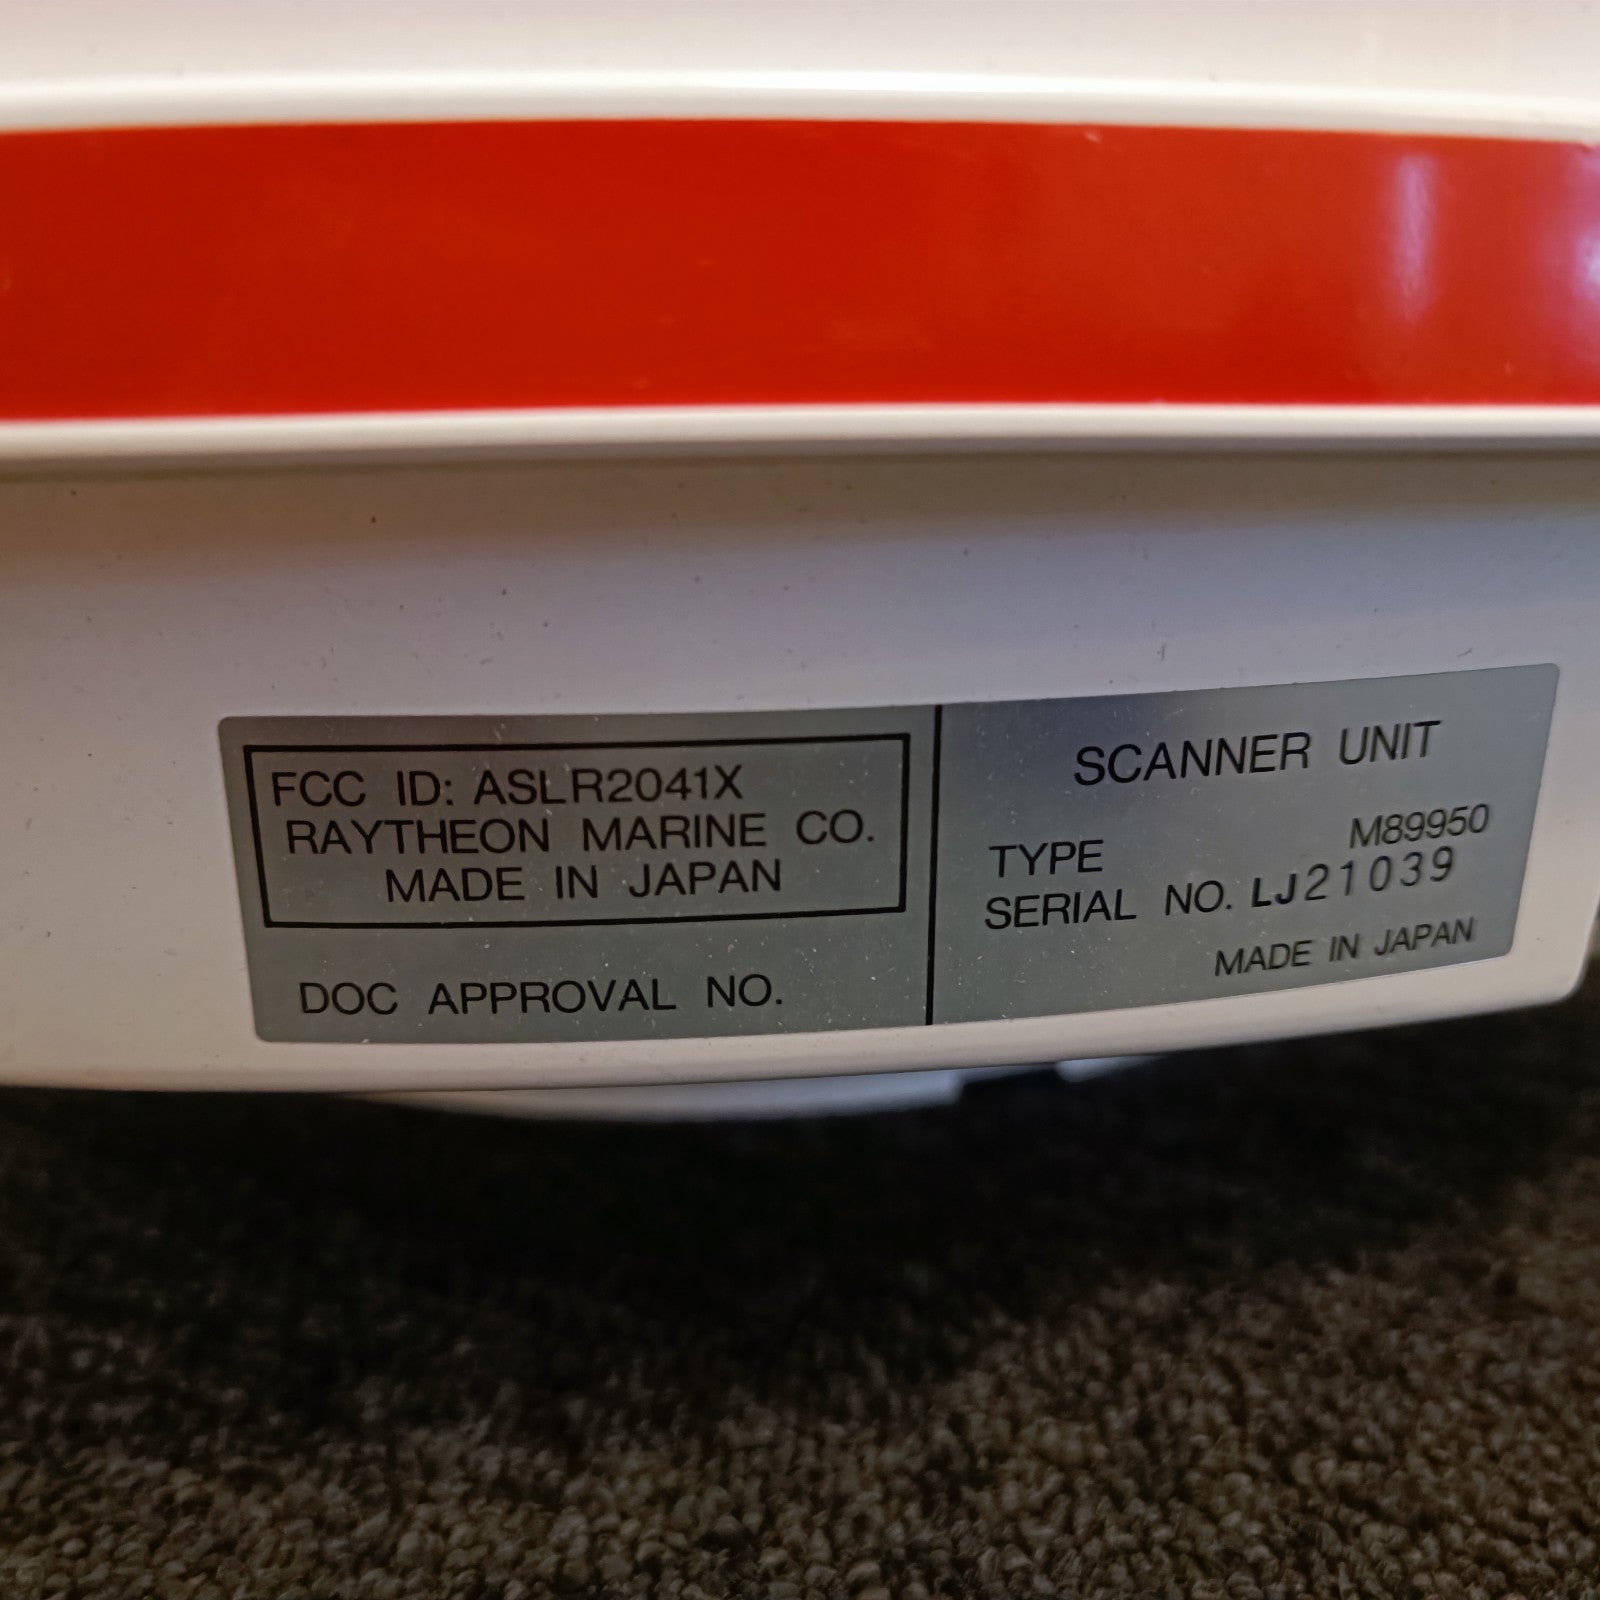 FCC ID: ASLR2041X
RAYTHEON MARINE CO.
MADE IN JAPAN
DOC APPROVAL NO.
SCANNER UNIT
TYPE M89950
SERIAL NO. LJ21039
MADE IN JAPAN